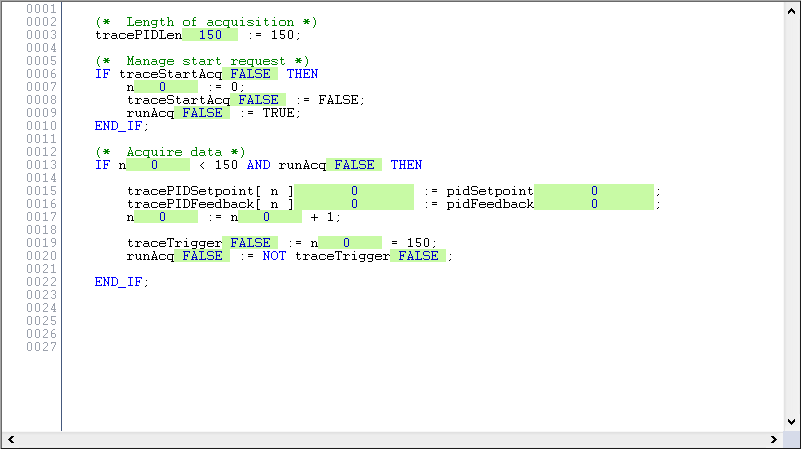 0001
0002 (* Length of acquisition *)
0003 tracePIDLen 150 := 150;
0004
0005 (* Manage start request *)
0006 IF traceStartAcq FALSE THEN
0007 n 0 := 0;
0008 traceStartAcq FALSE := FALSE;
0009 runAcq FALSE := TRUE;
0010 END_IF;
0011
0012 (* Acquire data *)
0013 IF n 0 < 150 AND runAcq FALSE THEN
0014
0015 tracePIDSetpoint[ n ] 0 := pidSetpoint 0 ;
0016 tracePIDFeedback[ n ] 0 := pidFeedback 0 ;
0017 n 0 := n 0 + 1;
0018
0019 traceTrigger FALSE := n 0 = 150;
0020 runAcq FALSE := NOT traceTrigger FALSE ;
0021
0022 END_IF;
0023
0024
0025
0026
0027